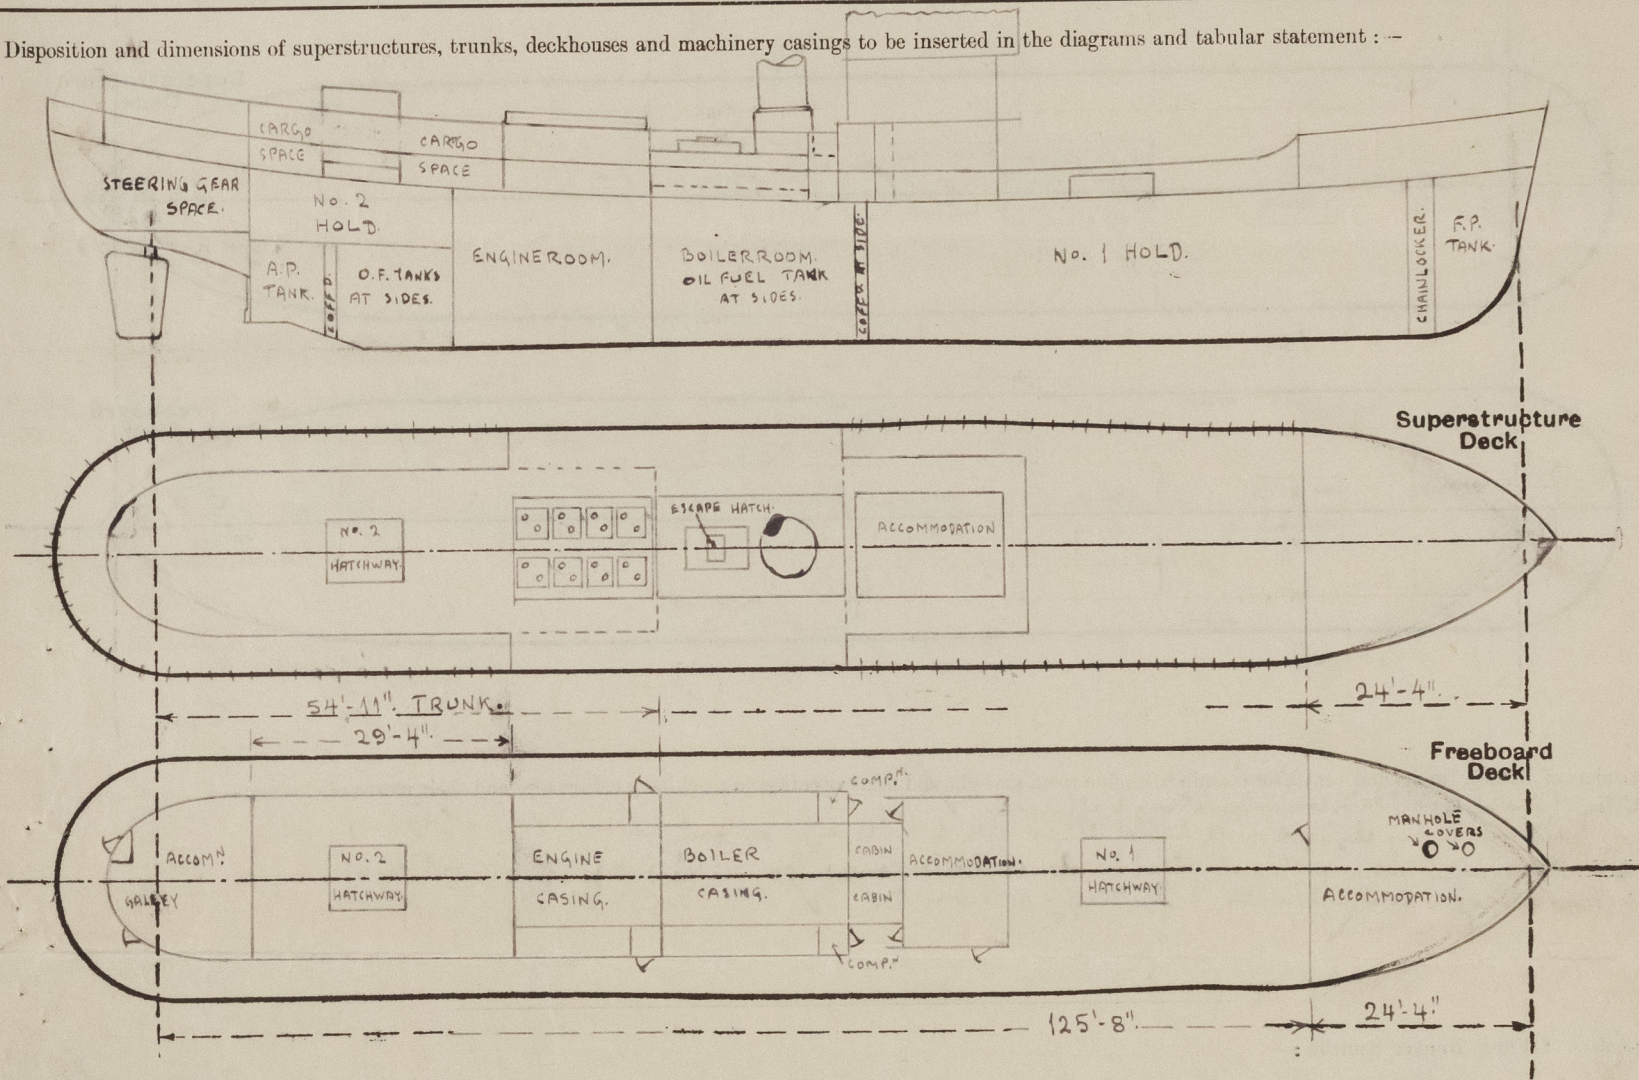 Disposition and dimensions of superstructures, trunks, deckhouses and machinery casings to be inserted in the diagrams and tabular statement : –
CARGO
SPACE
CARGO
SPACE
STEERING GEAR
SPACE.
No. 2
HOLD.
A.P.
TANK.
COFF D.
O.F. TANKS
AT SIDES.
ENGINEROOM.
BOILERROOM.
OIL FUEL TANK
AT SIDES.
AT SIDE.
No. 1 HOLD.
CHAINLOCKER.
F.P.
TANK.
Superstructure
Deck
No. 2
HATCHWAY.
ESCAPE HATCH.
ACCOMMODATION
54'-11" TRUNK.
29'-4".
24'-4".
Freeboard
Deck
COMP.N.
MANHOLE
COVERS
ACCOM.N.
GALLEY
No. 2
HATCHWAY.
ENGINE
CASING.
BOILER
CASING.
CABIN
CABIN
ACCOMMODATION.
No. 1
HATCHWAY.
ACCOMMODATION.
COMP.N
125'-8".
24'-4".